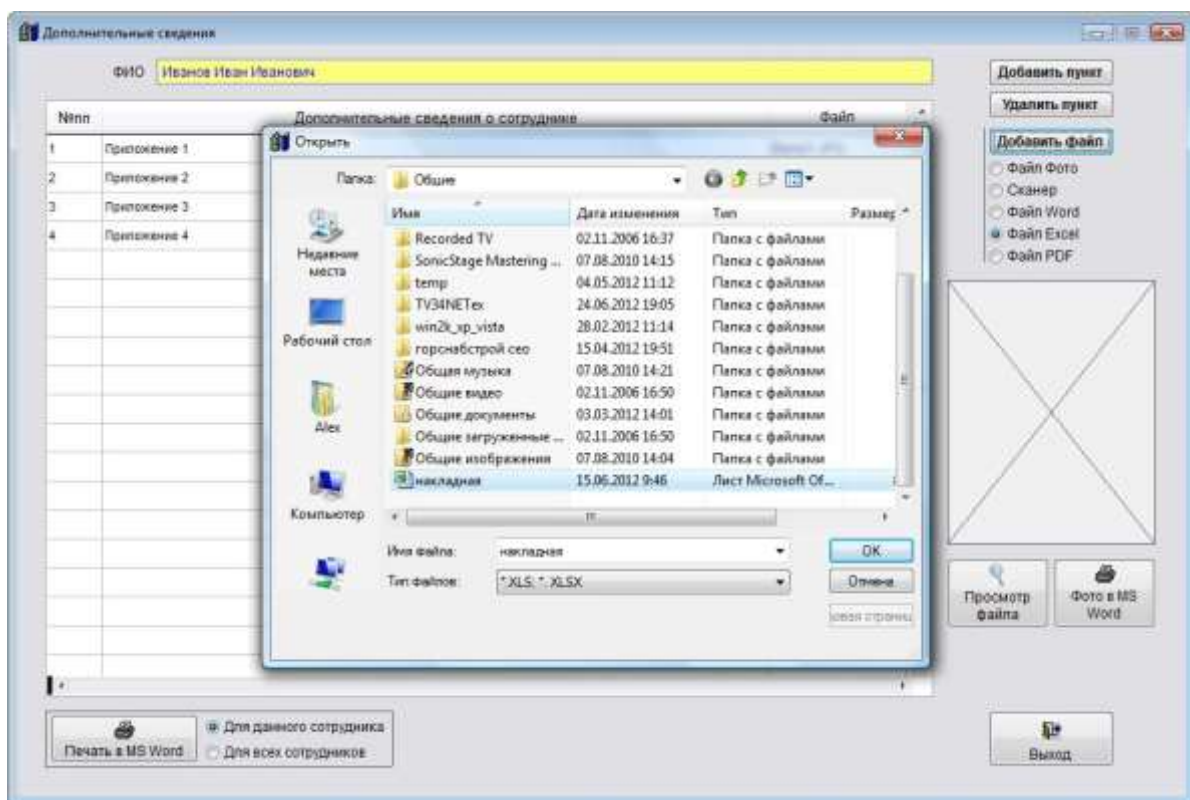 Дополнительные сведения
ФИО Иванов Иван Иванович
Добавить пункт
Удалить пункт
№пп Дополнительные сведения о сотруднике Файл
1 Приложение 1
2 Приложение 2
3 Приложение 3
4 Приложение 4
Добавить файл
Файл Фото
Сканер
Файл Word
Файл Excel
Файл PDF
Открыть
Папка: Общие
Имя Дата изменения Тип Размер
Recorded TV 02.11.2006 16:37 Папка с файлами
SonicStage Mastering ... 07.08.2010 14:15 Папка с файлами
temp 04.05.2012 11:12 Папка с файлами
TV34NETex 24.06.2012 19:05 Папка с файлами
win2k_xp_vista 28.02.2012 11:14 Папка с файлами
горснабстрой сео 15.04.2012 19:51 Папка с файлами
Общая музыка 07.08.2010 14:21 Папка с файлами
Общие видео 02.11.2006 16:50 Папка с файлами
Общие документы 03.03.2012 14:01 Папка с файлами
Общие загруженные ... 02.11.2006 16:50 Папка с файлами
Общие изображения 07.08.2010 14:04 Папка с файлами
накладная 15.06.2012 9:46 Лист Microsoft Of...
Недавние
места
Рабочий стол
Alex
Компьютер
Имя файла: накладная OK
Тип файлов: *.XLS; *. XLSX Отмена
овая страниц
Просмотр
файла
Фото в MS
Word
Печать в MS Word
Для данного сотрудника
Для всех сотрудников
Выход